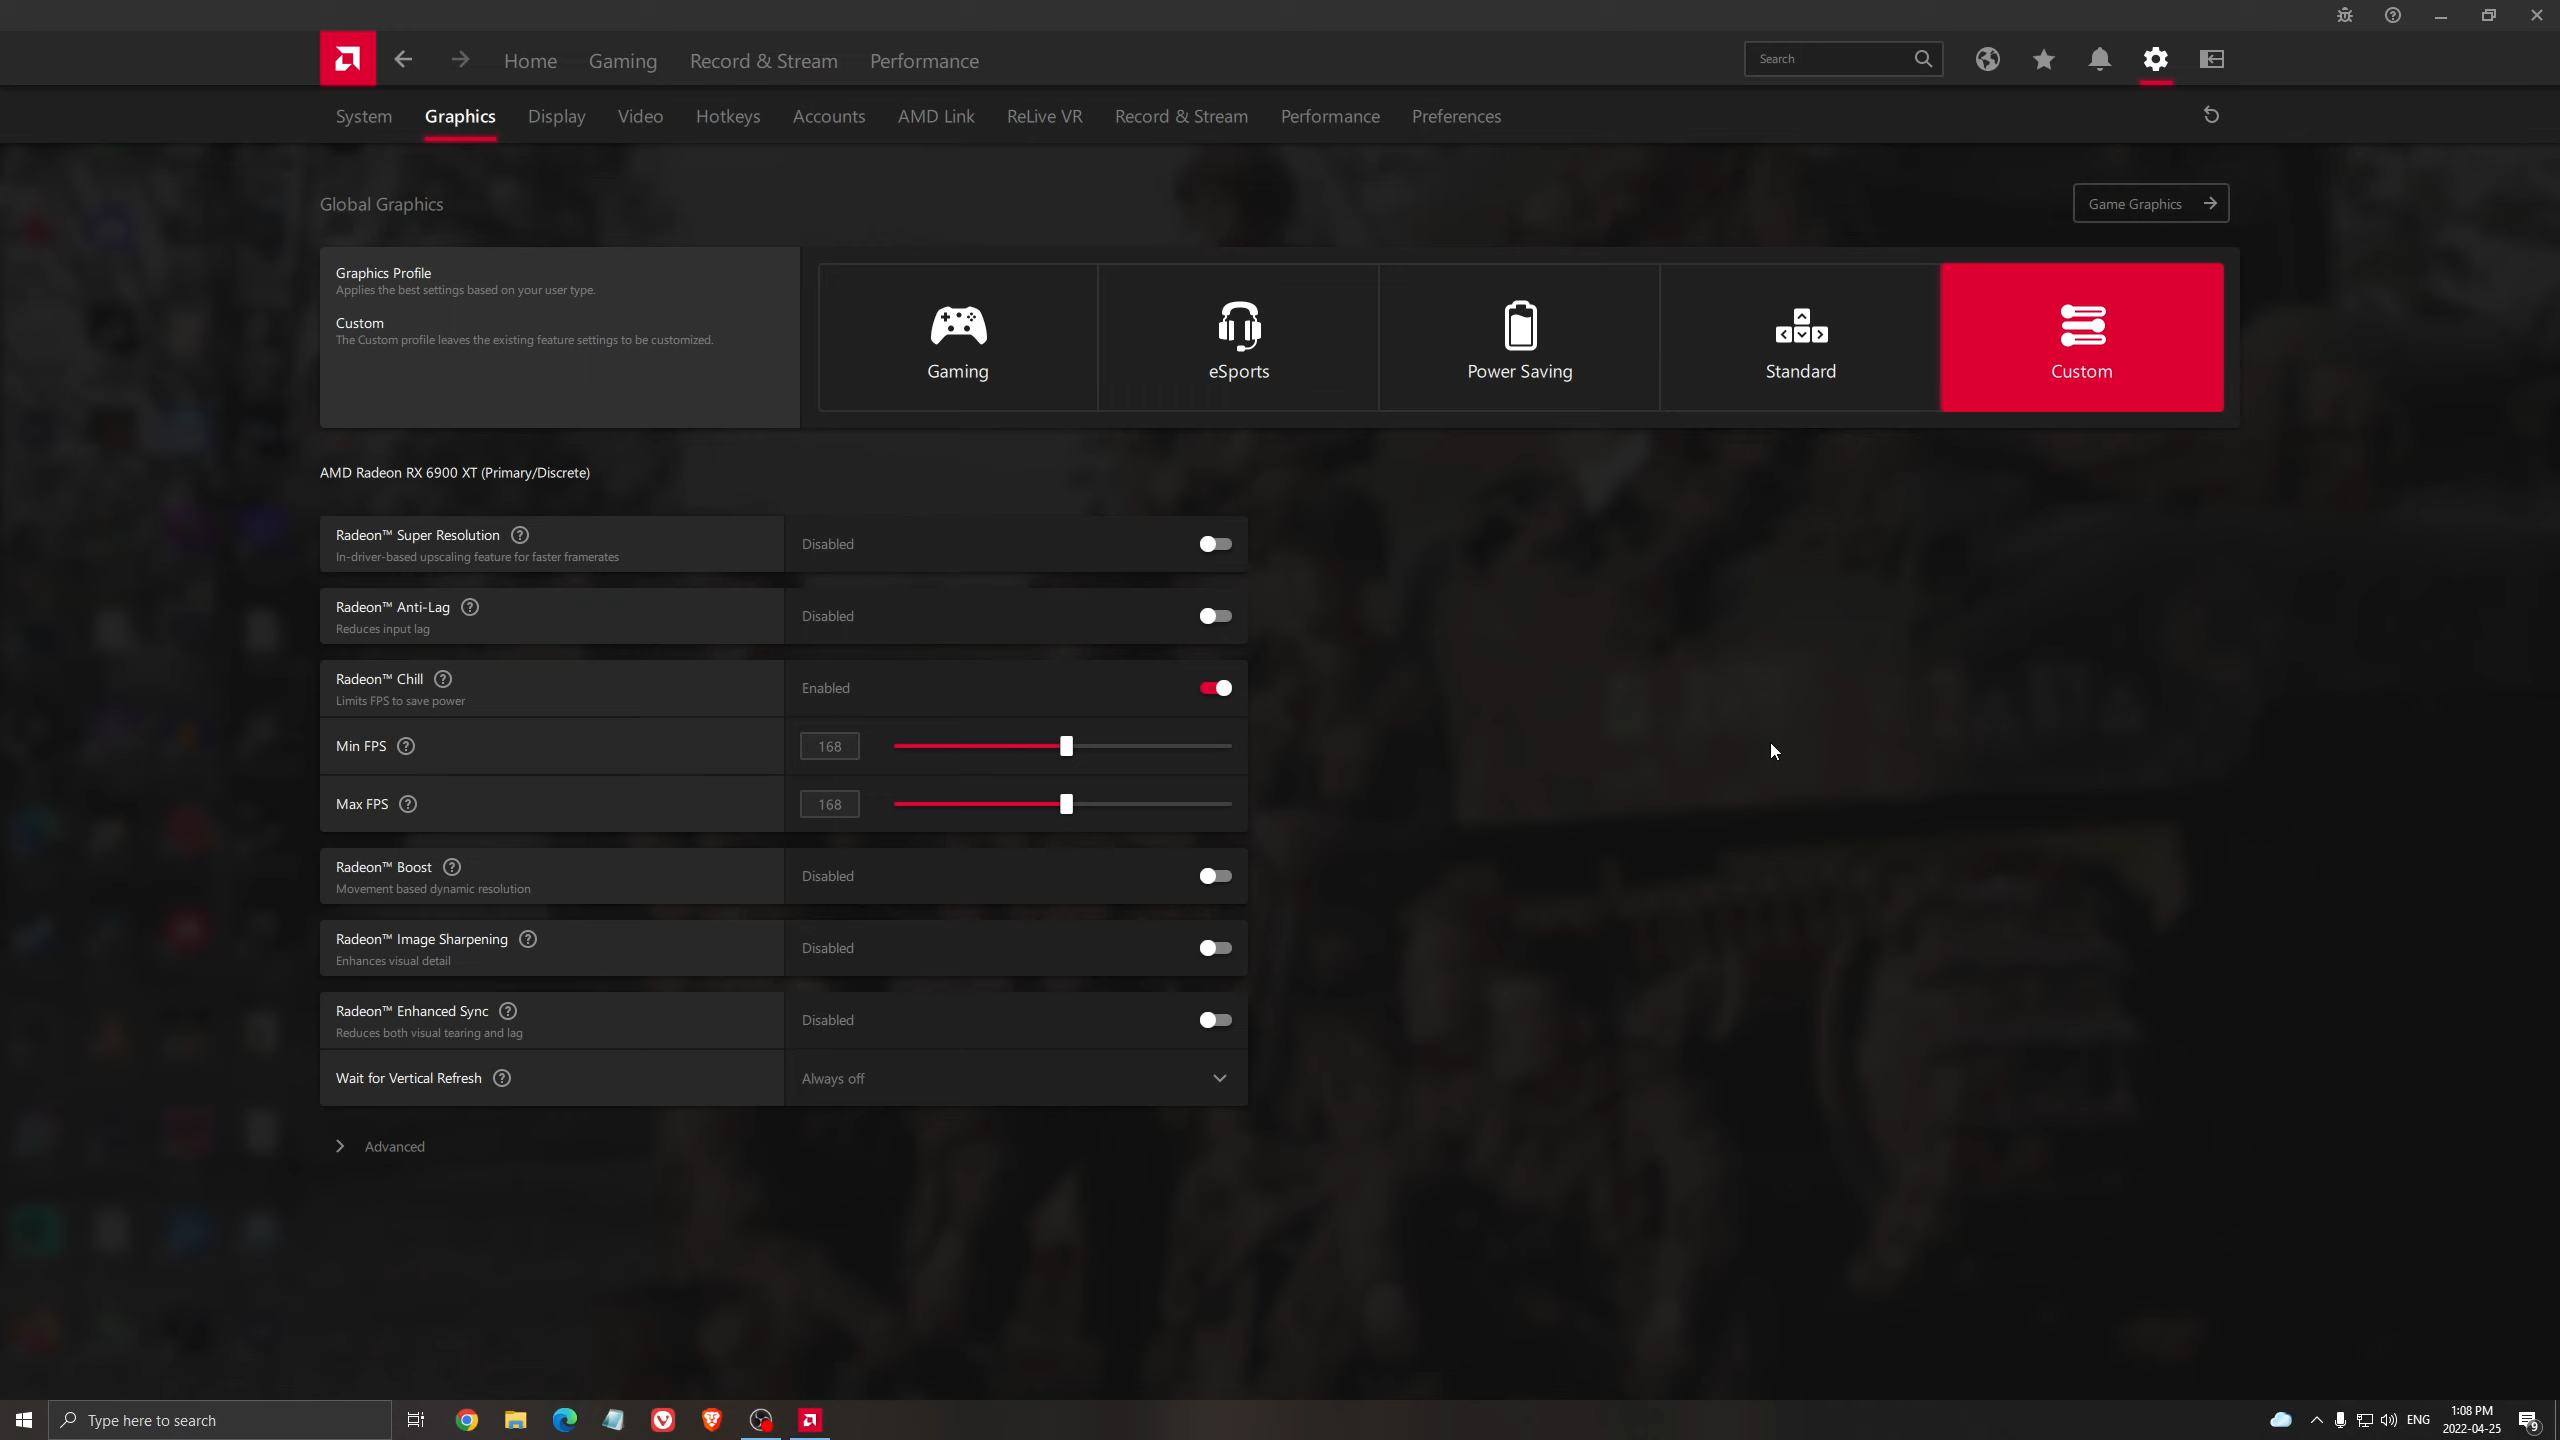 Home
Gaming
Record & Stream
Performance
Search
System
Graphics
Display
Video
Hotkeys
Accounts
AMD Link
ReLive VR
Record & Stream
Performance
Preferences
Global Graphics
Game Graphics
Graphics Profile
Applies the best settings based on your user type.
Custom
The Custom profile leaves the existing feature settings to be customized.
Gaming
eSports
Power Saving
Standard
Custom
AMD Radeon RX 6900 XT (Primary/Discrete)
Radeon™ Super Resolution
In-driver-based upscaling feature for faster framerates
Disabled
Radeon™ Anti-Lag
Reduces input lag
Disabled
Radeon™ Chill
Limits FPS to save power
Enabled
Min FPS
168
Max FPS
168
Radeon™ Boost
Movement based dynamic resolution
Disabled
Radeon™ Image Sharpening
Enhances visual detail
Disabled
Radeon™ Enhanced Sync
Reduces both visual tearing and lag
Disabled
Wait for Vertical Refresh
Always off
Advanced
Type here to search
ENG
1:08 PM
2022-04-25
9